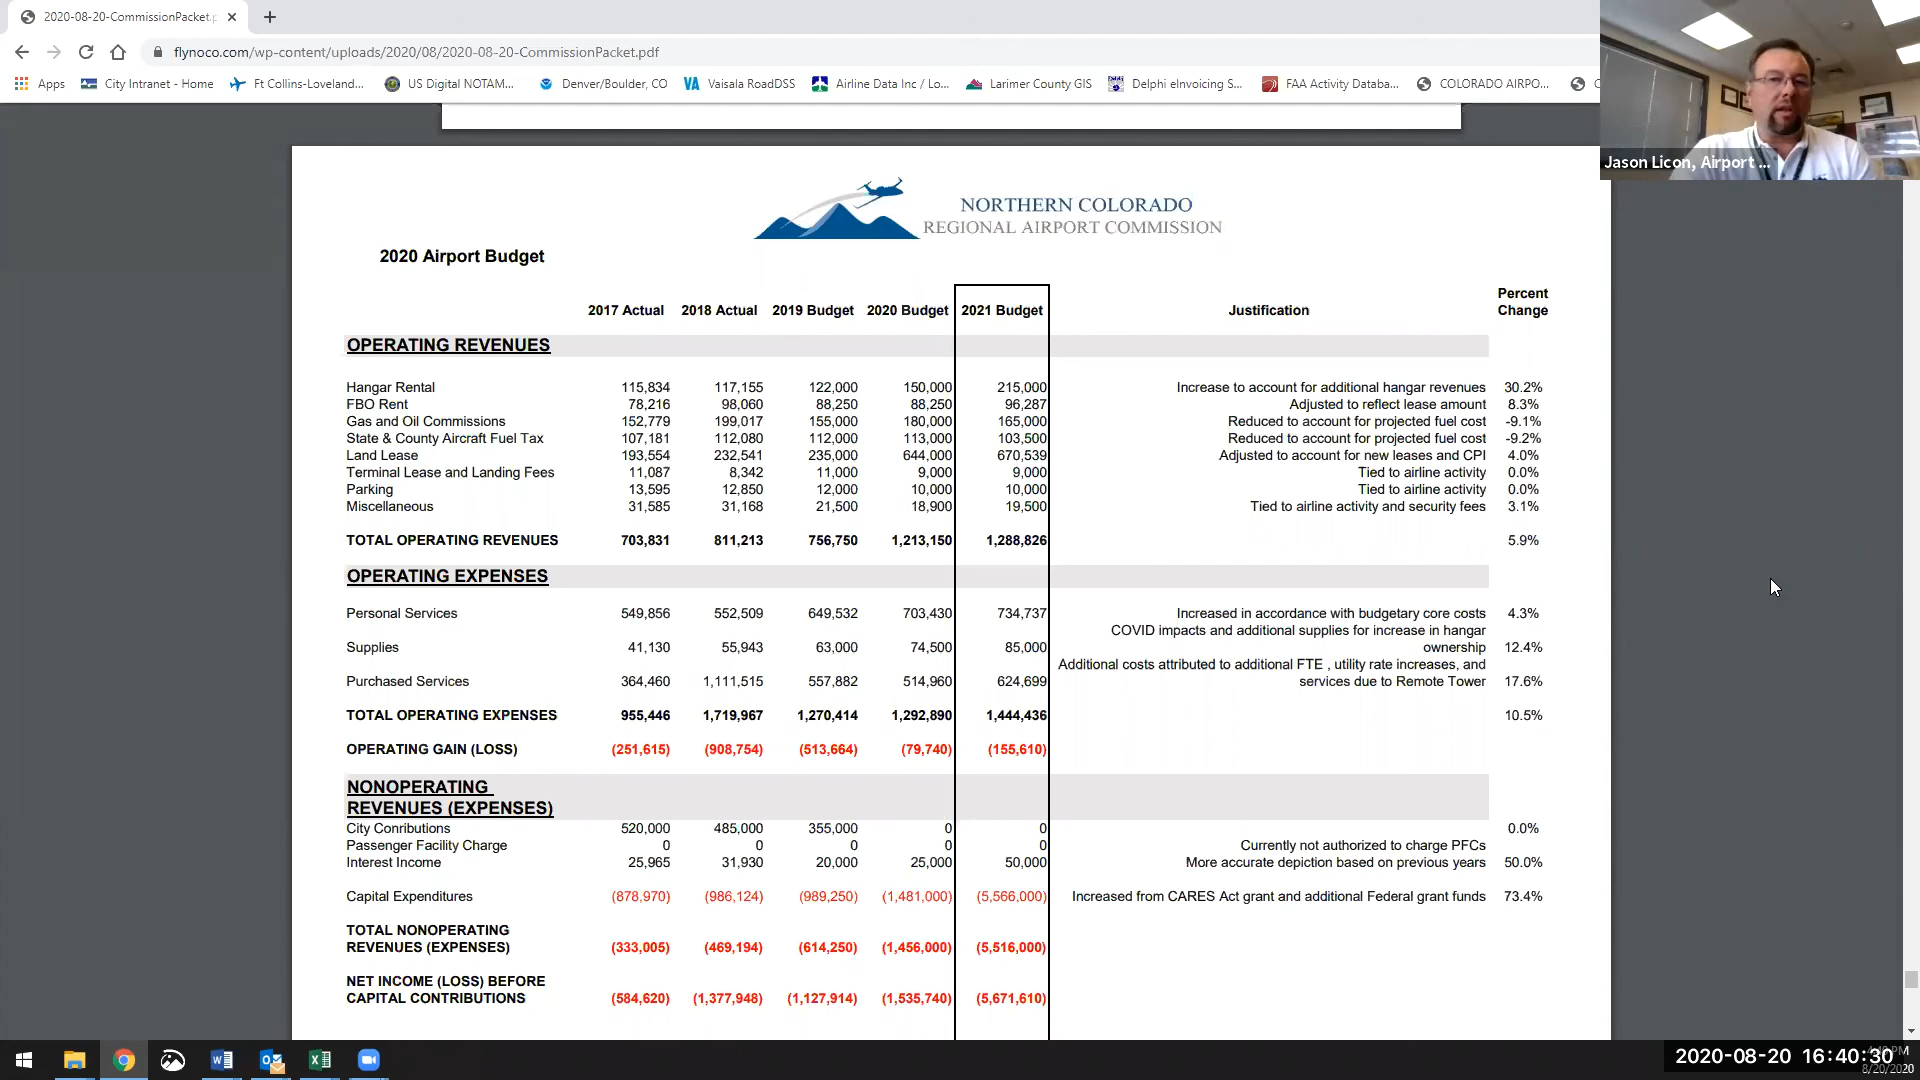 2020-08-20-CommissionPacket.p
flynoco.com/wp-content/uploads/2020/08/2020-08-20-CommissionPacket.pdf
Apps City Intranet - Home Ft Collins-Loveland... US Digital NOTAM... Denver/Boulder, CO VA Vaisala RoadDSS Airline Data Inc / Lo... Larimer County GIS Delphi eInvoicing S... FAA Activity Databa... COLORADO AIRPO... C
Jason Licon, Airport ...
NORTHERN COLORADO
REGIONAL AIRPORT COMMISSION
2020 Airport Budget
2017 Actual 2018 Actual 2019 Budget 2020 Budget 2021 Budget Justification Percent Change
OPERATING REVENUES
Hangar Rental 115,834 117,155 122,000 150,000 215,000 Increase to account for additional hangar revenues 30.2%
FBO Rent 78,216 98,060 88,250 88,250 96,287 Adjusted to reflect lease amount 8.3%
Gas and Oil Commissions 152,779 199,017 155,000 180,000 165,000 Reduced to account for projected fuel cost -9.1%
State & County Aircraft Fuel Tax 107,181 112,080 112,000 113,000 103,500 Reduced to account for projected fuel cost -9.2%
Land Lease 193,554 232,541 235,000 644,000 670,539 Adjusted to account for new leases and CPI 4.0%
Terminal Lease and Landing Fees 11,087 8,342 11,000 9,000 9,000 Tied to airline activity 0.0%
Parking 13,595 12,850 12,000 10,000 10,000 Tied to airline activity 0.0%
Miscellaneous 31,585 31,168 21,500 18,900 19,500 Tied to airline activity and security fees 3.1%
TOTAL OPERATING REVENUES 703,831 811,213 756,750 1,213,150 1,288,826 5.9%
OPERATING EXPENSES
Personal Services 549,856 552,509 649,532 703,430 734,737 Increased in accordance with budgetary core costs 4.3%
COVID impacts and additional supplies for increase in hangar
Supplies 41,130 55,943 63,000 74,500 85,000 ownership 12.4%
Additional costs attributed to additional FTE , utility rate increases, and
Purchased Services 364,460 1,111,515 557,882 514,960 624,699 services due to Remote Tower 17.6%
TOTAL OPERATING EXPENSES 955,446 1,719,967 1,270,414 1,292,890 1,444,436 10.5%
OPERATING GAIN (LOSS) (251,615) (908,754) (513,664) (79,740) (155,610)
NONOPERATING
REVENUES (EXPENSES)
City Conributions 520,000 485,000 355,000 0 0 0.0%
Passenger Facility Charge 0 0 0 0 0 Currently not authorized to charge PFCs
Interest Income 25,965 31,930 20,000 25,000 50,000 More accurate depiction based on previous years 50.0%
Capital Expenditures (878,970) (986,124) (989,250) (1,481,000) (5,566,000) Increased from CARES Act grant and additional Federal grant funds 73.4%
TOTAL NONOPERATING
REVENUES (EXPENSES) (333,005) (469,194) (614,250) (1,456,000) (5,516,000)
NET INCOME (LOSS) BEFORE
CAPITAL CONTRIBUTIONS (584,620) (1,377,948) (1,127,914) (1,535,740) (5,671,610)
2020-08-20 16:40:30
8/20/2020